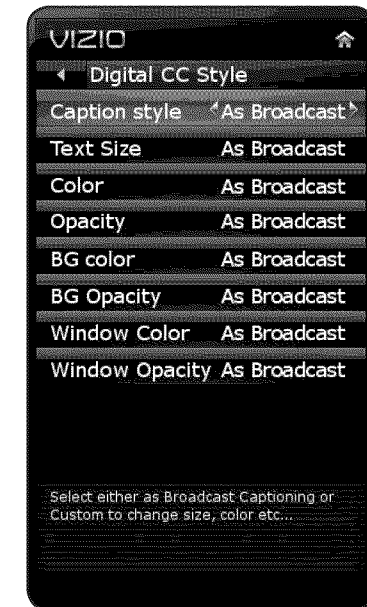 VIZIO
Digital CC Style
Caption style As Broadcast
Text Size As Broadcast
Color As Broadcast
Opacity As Broadcast
BG color As Broadcast
BG Opacity As Broadcast
Window Color As Broadcast
Window Opacity As Broadcast
Select either as Broadcast Captioning or
Custom to change size, color etc...